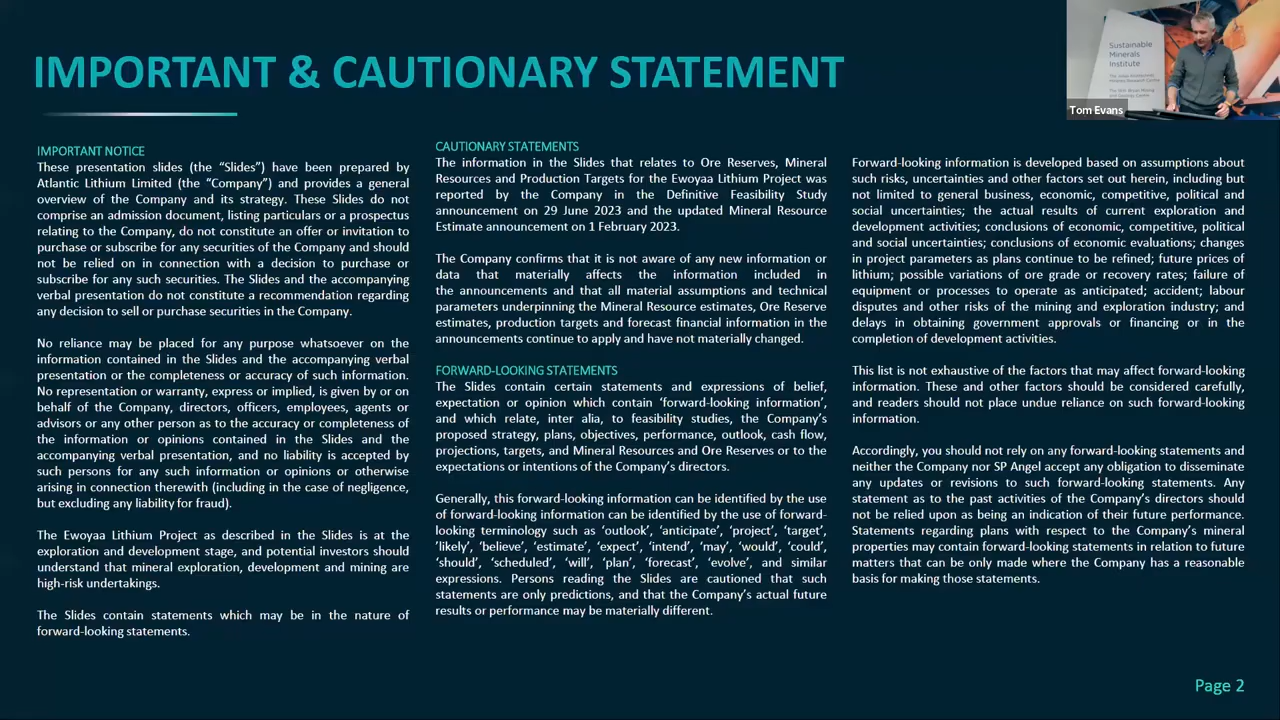 IMPORTANT & CAUTIONARY STATEMENT
Sustainable
Minerals
Institute
Tom Evans
IMPORTANT NOTICE
These presentation slides (the “Slides”) have been prepared by
Atlantic Lithium Limited (the “Company”) and provides a general
overview of the Company and its strategy. These Slides do not
comprise an admission document, listing particulars or a prospectus
relating to the Company, do not constitute an offer or invitation to
purchase or subscribe for any securities of the Company and should
not be relied on in connection with a decision to purchase or
subscribe for any such securities. The Slides and the accompanying
verbal presentation do not constitute a recommendation regarding
any decision to sell or purchase securities in the Company.
No reliance may be placed for any purpose whatsoever on the
information contained in the Slides and the accompanying verbal
presentation or the completeness or accuracy of such information.
No representation or warranty, express or implied, is given by or on
behalf of the Company, directors, officers, employees, agents or
advisors or any other person as to the accuracy or completeness of
the information or opinions contained in the Slides and the
accompanying verbal presentation, and no liability is accepted by
such persons for any such information or opinions or otherwise
arising in connection therewith (including in the case of negligence,
but excluding any liability for fraud).
The Ewoyaa Lithium Project as described in the Slides is at the
exploration and development stage, and potential investors should
understand that mineral exploration, development and mining are
high-risk undertakings.
The Slides contain statements which may be in the nature of
forward-looking statements.
CAUTIONARY STATEMENTS
The information in the Slides that relates to Ore Reserves, Mineral
Resources and Production Targets for the Ewoyaa Lithium Project was
reported by the Company in the Definitive Feasibility Study
announcement on 29 June 2023 and the updated Mineral Resource
Estimate announcement on 1 February 2023.
The Company confirms that it is not aware of any new information or
data that materially affects the information included in
the announcements and that all material assumptions and technical
parameters underpinning the Mineral Resource estimates, Ore Reserve
estimates, production targets and forecast financial information in the
announcements continue to apply and have not materially changed.
FORWARD-LOOKING STATEMENTS
The Slides contain certain statements and expressions of belief,
expectation or opinion which contain ‘forward-looking information’,
and which relate, inter alia, to feasibility studies, the Company’s
proposed strategy, plans, objectives, performance, outlook, cash flow,
projections, targets, and Mineral Resources and Ore Reserves or to the
expectations or intentions of the Company’s directors.
Generally, this forward-looking information can be identified by the use
of forward-looking information can be identified by the use of forward-
looking terminology such as ‘outlook’, ‘anticipate’, ‘project’, ‘target’,
’likely’, ‘believe’, ‘estimate’, ‘expect’, ‘intend’, ‘may’, ‘would’, ‘could’,
‘should’, ‘scheduled’, ‘will’, ‘plan’, ‘forecast’, ‘evolve’, and similar
expressions. Persons reading the Slides are cautioned that such
statements are only predictions, and that the Company’s actual future
results or performance may be materially different.
Forward-looking information is developed based on assumptions about
such risks, uncertainties and other factors set out herein, including but
not limited to general business, economic, competitive, political and
social uncertainties; the actual results of current exploration and
development activities; conclusions of economic, competitive, political
and social uncertainties; conclusions of economic evaluations; changes
in project parameters as plans continue to be refined; future prices of
lithium; possible variations of ore grade or recovery rates; failure of
equipment or processes to operate as anticipated; accident; labour
disputes and other risks of the mining and exploration industry; and
delays in obtaining government approvals or financing or in the
completion of development activities.
This list is not exhaustive of the factors that may affect forward-looking
information. These and other factors should be considered carefully,
and readers should not place undue reliance on such forward-looking
information.
Accordingly, you should not rely on any forward-looking statements and
neither the Company nor SP Angel accept any obligation to disseminate
any updates or revisions to such forward-looking statements. Any
statement as to the past activities of the Company’s directors should
not be relied upon as being an indication of their future performance.
Statements regarding plans with respect to the Company’s mineral
properties may contain forward-looking statements in relation to future
matters that can be only made where the Company has a reasonable
basis for making those statements.
Page 2